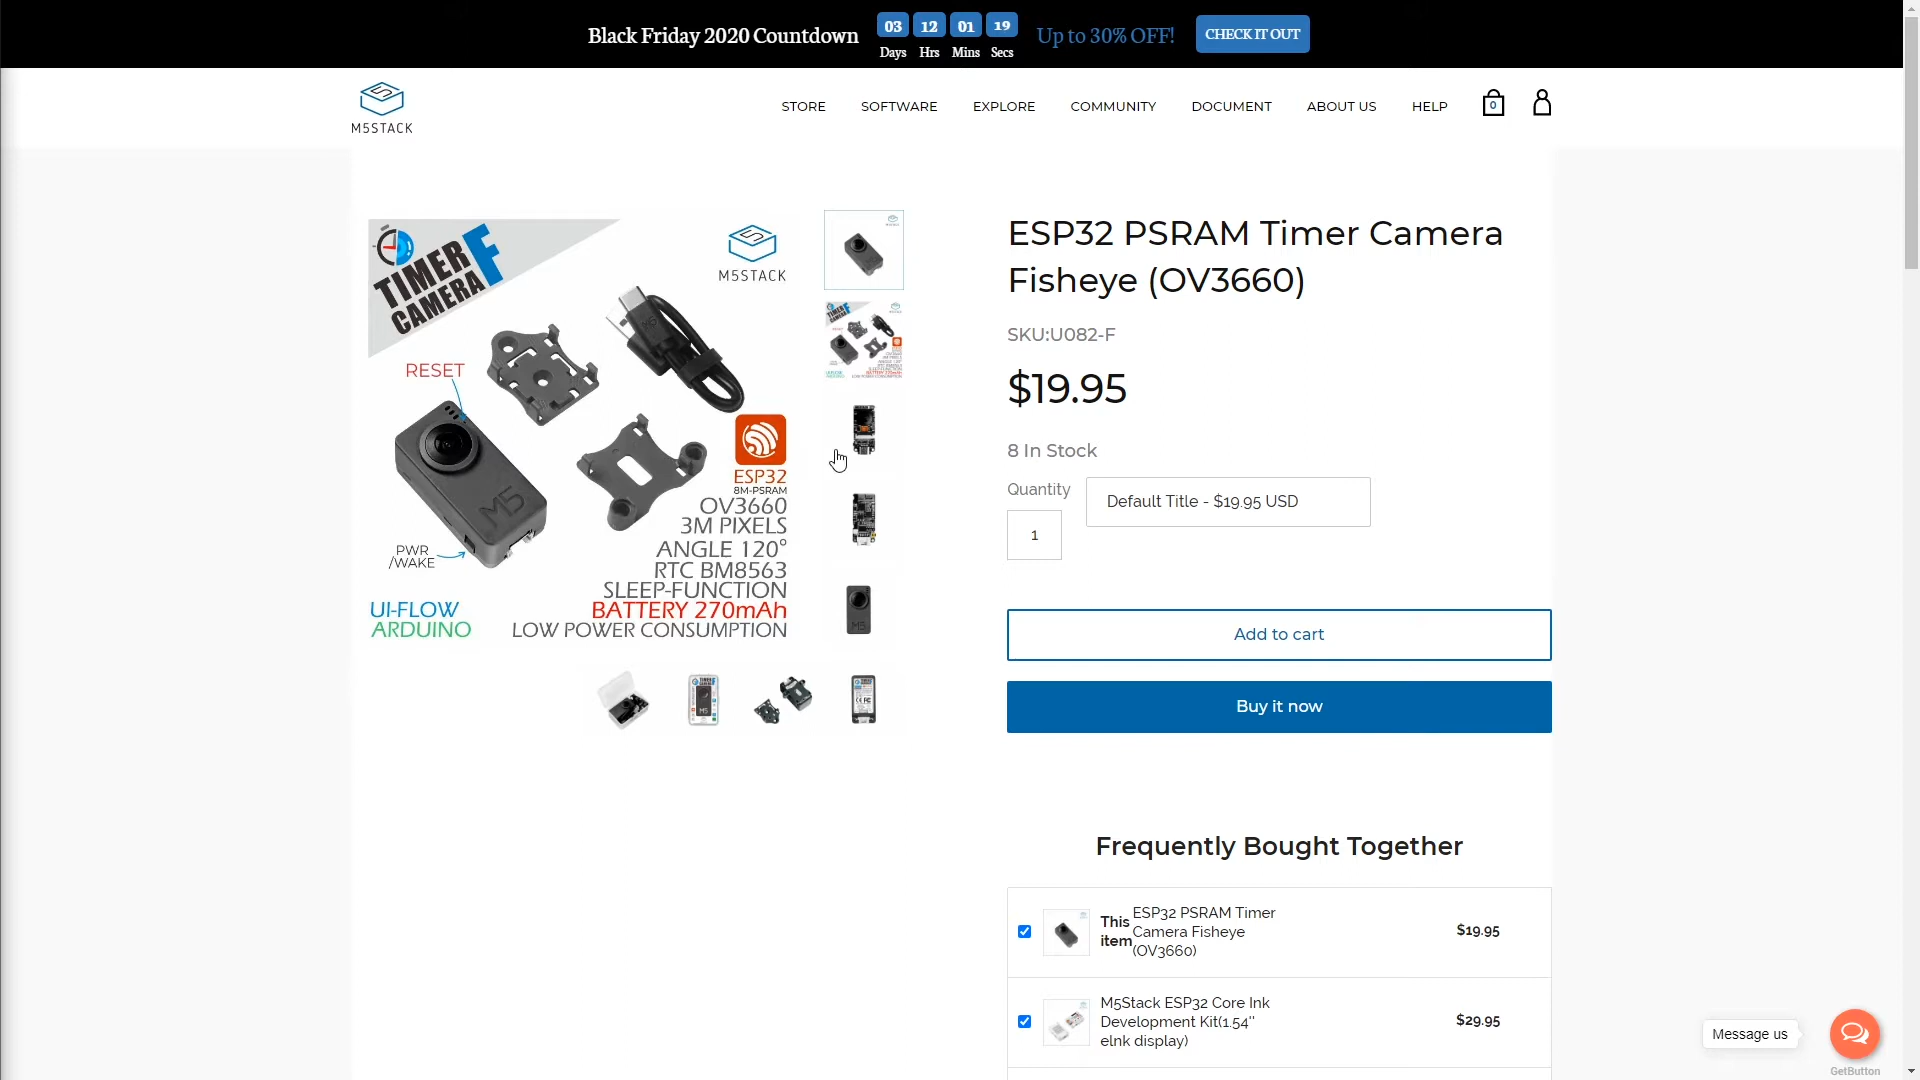 Black Friday 2020 Countdown
03 12 01 19
Days Hrs Mins Secs
Up to 30% OFF!
CHECK IT OUT
M5STACK
STORE SOFTWARE EXPLORE COMMUNITY DOCUMENT ABOUT US HELP
0
TIMER
CAMERA F
M5STACK
RESET
M5
PWR
/WAKE
UI-FLOW
ARDUINO
ESP32
8M-PSRAM
OV3660
3M PIXELS
ANGLE 120°
RTC BM8563
SLEEP-FUNCTION
BATTERY 270mAh
LOW POWER CONSUMPTION
ESP32 PSRAM Timer Camera
Fisheye (OV3660)
SKU:U082-F
$19.95
8 In Stock
Quantity
1
Default Title - $19.95 USD
Add to cart
Buy it now
Frequently Bought Together
This
item
ESP32 PSRAM Timer
Camera Fisheye
(OV3660)
$19.95
M5Stack ESP32 Core Ink
Development Kit(1.54''
elnk display)
$29.95
Message us
GetButton